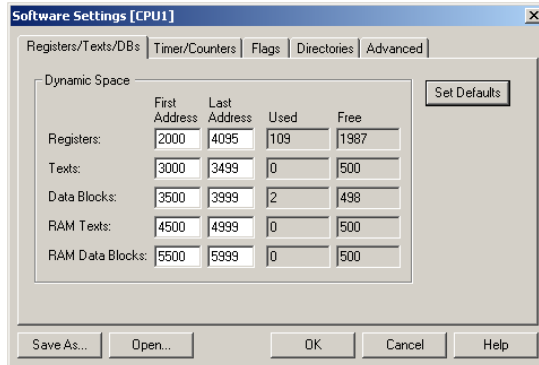 Software Settings [CPU1]
Registers/Texts/DBs Timer/Counters Flags Directories Advanced
Dynamic Space
Set Defaults
First Address Last Address Used Free
Registers: 2000 4095 109 1987
Texts: 3000 3499 0 500
Data Blocks: 3500 3999 2 498
RAM Texts: 4500 4999 0 500
RAM Data Blocks: 5500 5999 0 500
Save As... Open... OK Cancel Help